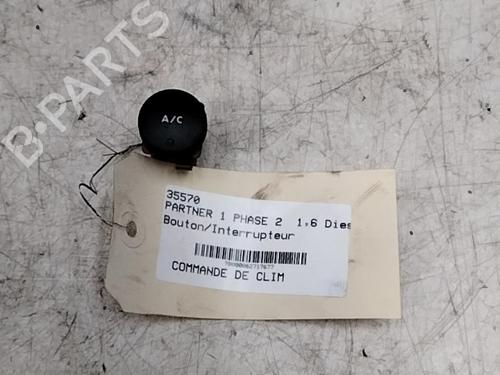 B-PARTS
A/C
35570
PARTNER 1 PHASE 2 1.6 Dies
Bouton/Interrupteur
COMMANDE DE CLIM